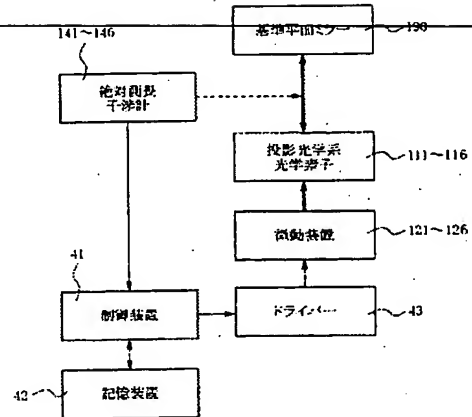 141～146
基準平面ミラー
190
絶対測長
干渉計
投影光学系
光学素子
111～116
微動装置
121～126
41
制御装置
ドライバー
43
42
記憶装置